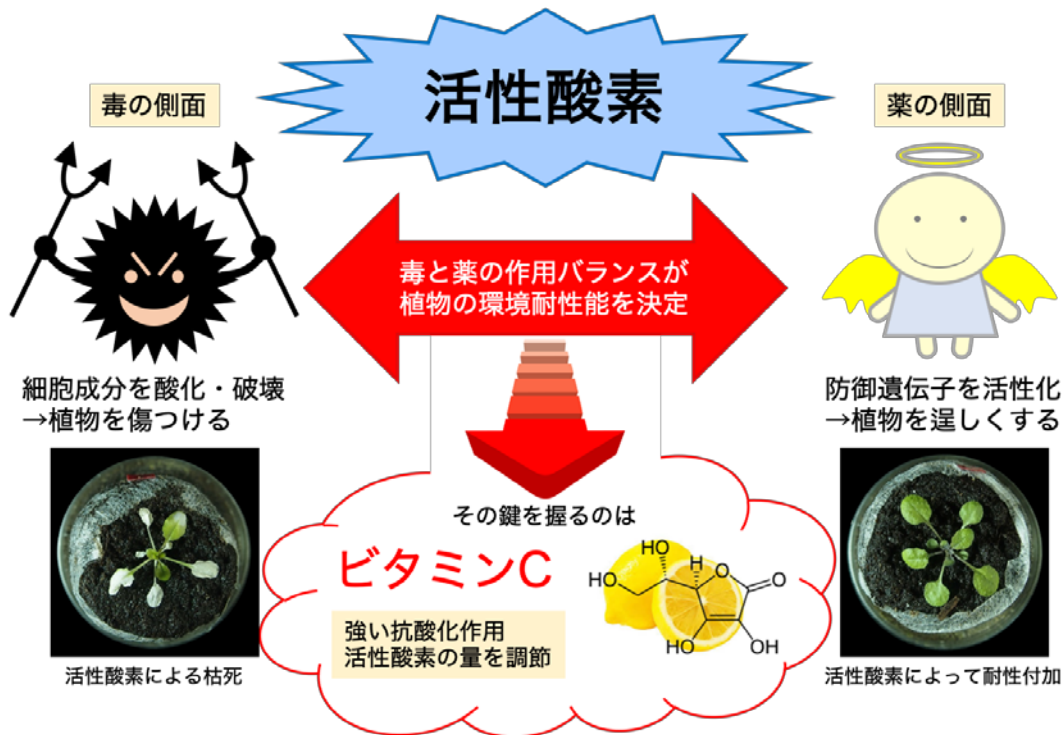 活性酸素
毒の側面
薬の側面
毒と薬の作用バランスが
植物の環境耐性能を決定
細胞成分を酸化・破壊
→植物を傷つける
防御遺伝子を活性化
→植物を逞しくする
その鍵を握るのは
ビタミンC
強い抗酸化作用
活性酸素の量を調節
HO
H
O
O
HO
HO
OH
活性酸素による枯死
活性酸素によって耐性付加